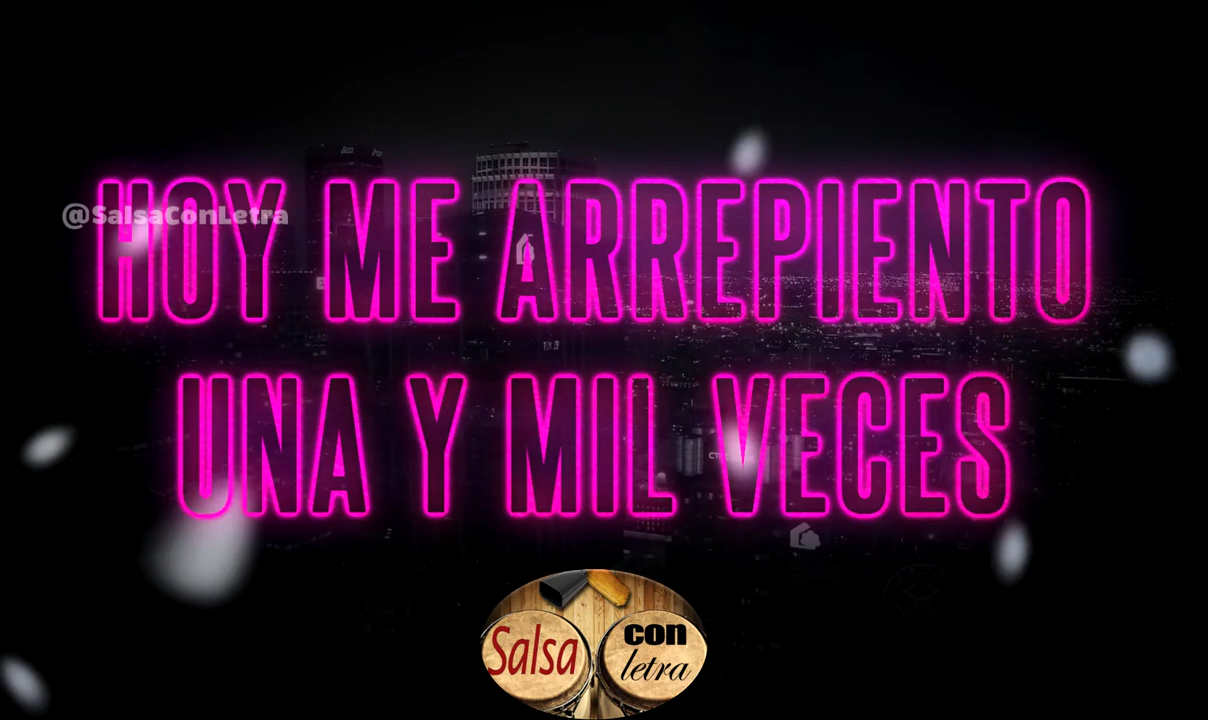 @SalsaConLetra
HOY ME ARREPIENTO
UNA Y MIL VECES
Salsa
con
letra